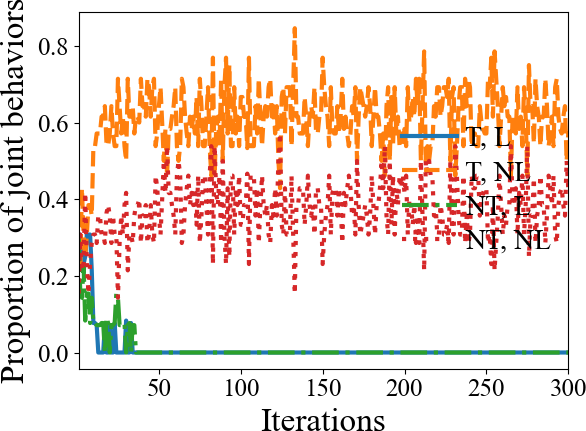 Proportion of joint behaviors
0.8
0.6
0.4
0.2
0.0
T, L
T, NL
NT, L
NT, NL
50
100
150
200
250
300
Iterations